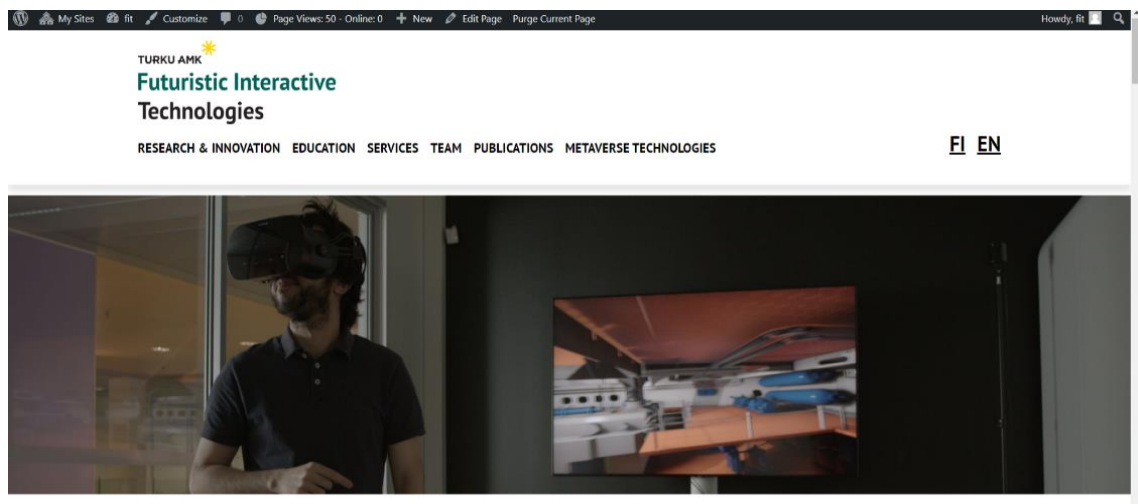 My Sites fit Customize 0 Page Views: 50 - Online: 0 New Edit Page Purge Current Page Howdy, fit
TURKU AMK
Futuristic Interactive
Technologies
RESEARCH & INNOVATION EDUCATION SERVICES TEAM PUBLICATIONS METAVERSE TECHNOLOGIES FI EN